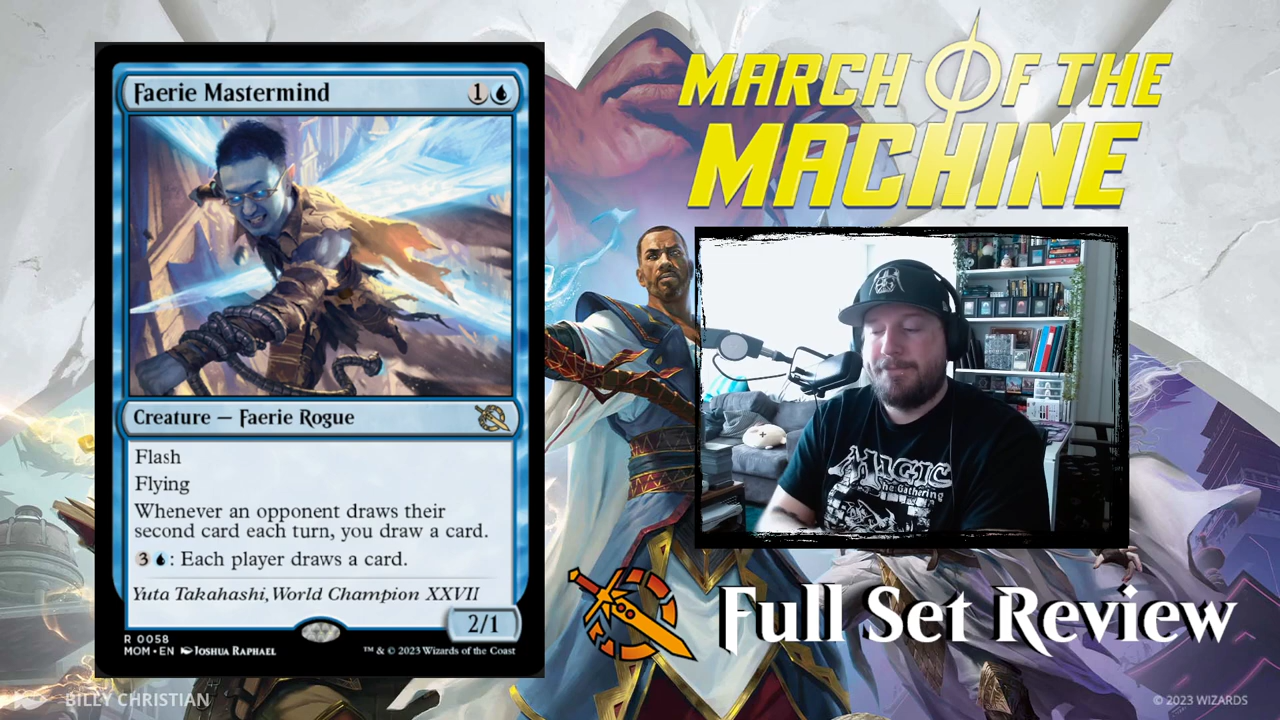 Faerie Mastermind
1
Creature — Faerie Rogue
Flash
Flying
Whenever an opponent draws their
second card each turn, you draw a card.
3 : Each player draws a card.
Yuta Takahashi, World Champion XXVII
2/1
R 0058
MOM • EN JOSHUA RAPHAEL
™ & © 2023 Wizards of the Coast
BILLY CHRISTIAN
MARCH OF THE
MACHINE
MAGIC
The Gathering
Full Set Review
© 2023 WIZARDS